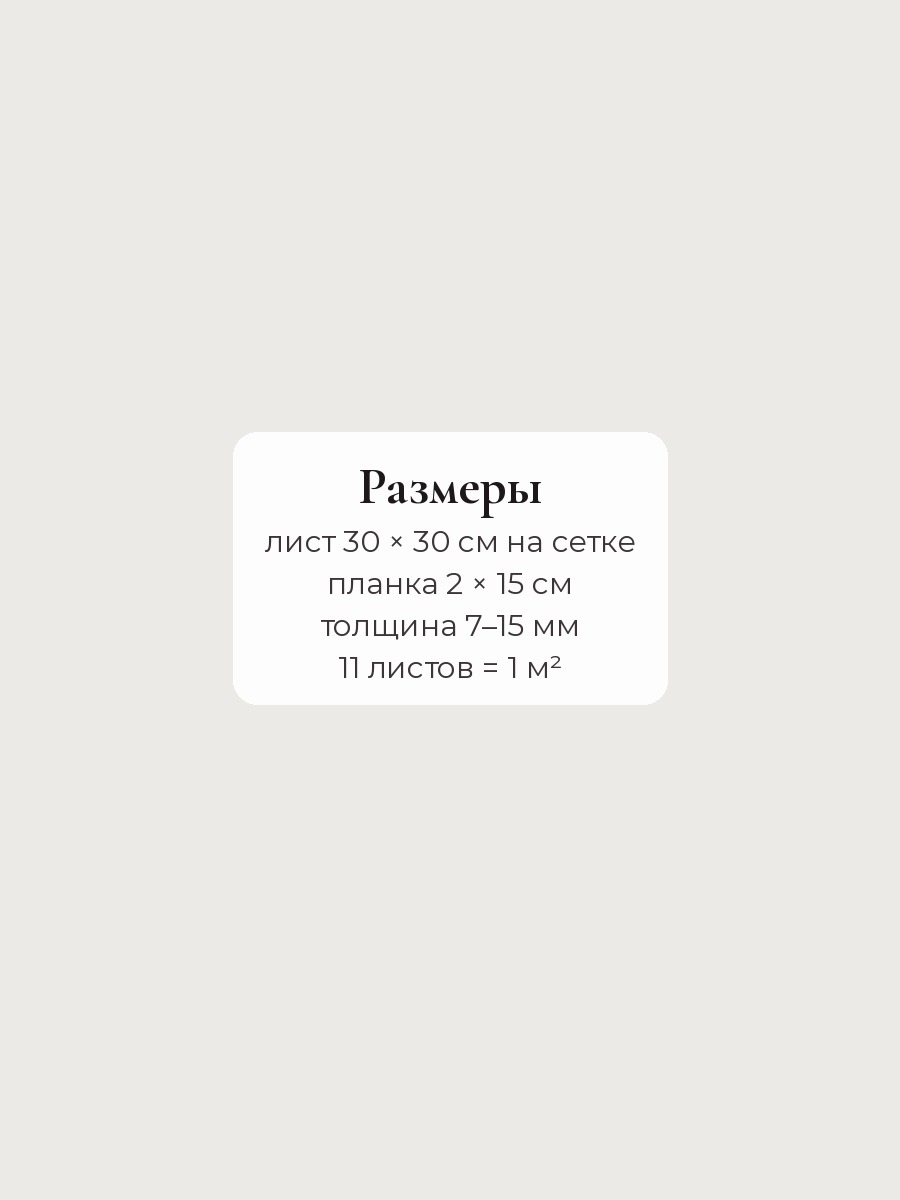 Размеры
лист 30 × 30 см на сетке
планка 2 × 15 см
толщина 7–15 мм
11 листов = 1 м²